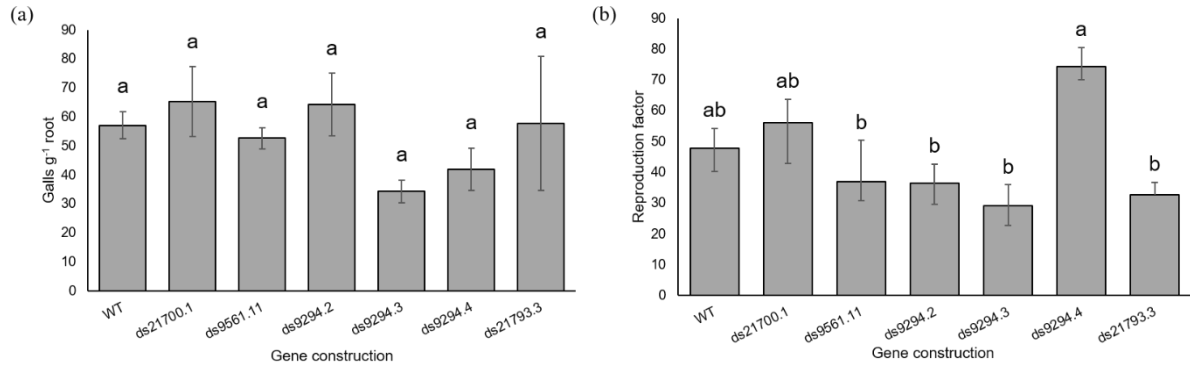 (a)
90
80
70
60
50
40
30
20
10
0
Galls g⁻¹ root
a
a
a
a
a
a
a
WT
ds21700.1
ds9561.11
ds9294.2
ds9294.3
ds9294.4
ds21793.3
Gene construction
(b)
90
80
70
60
50
40
30
20
10
0
Reproduction factor
ab
ab
b
b
b
a
b
WT
ds21700.1
ds9561.11
ds9294.2
ds9294.3
ds9294.4
ds21793.3
Gene construction